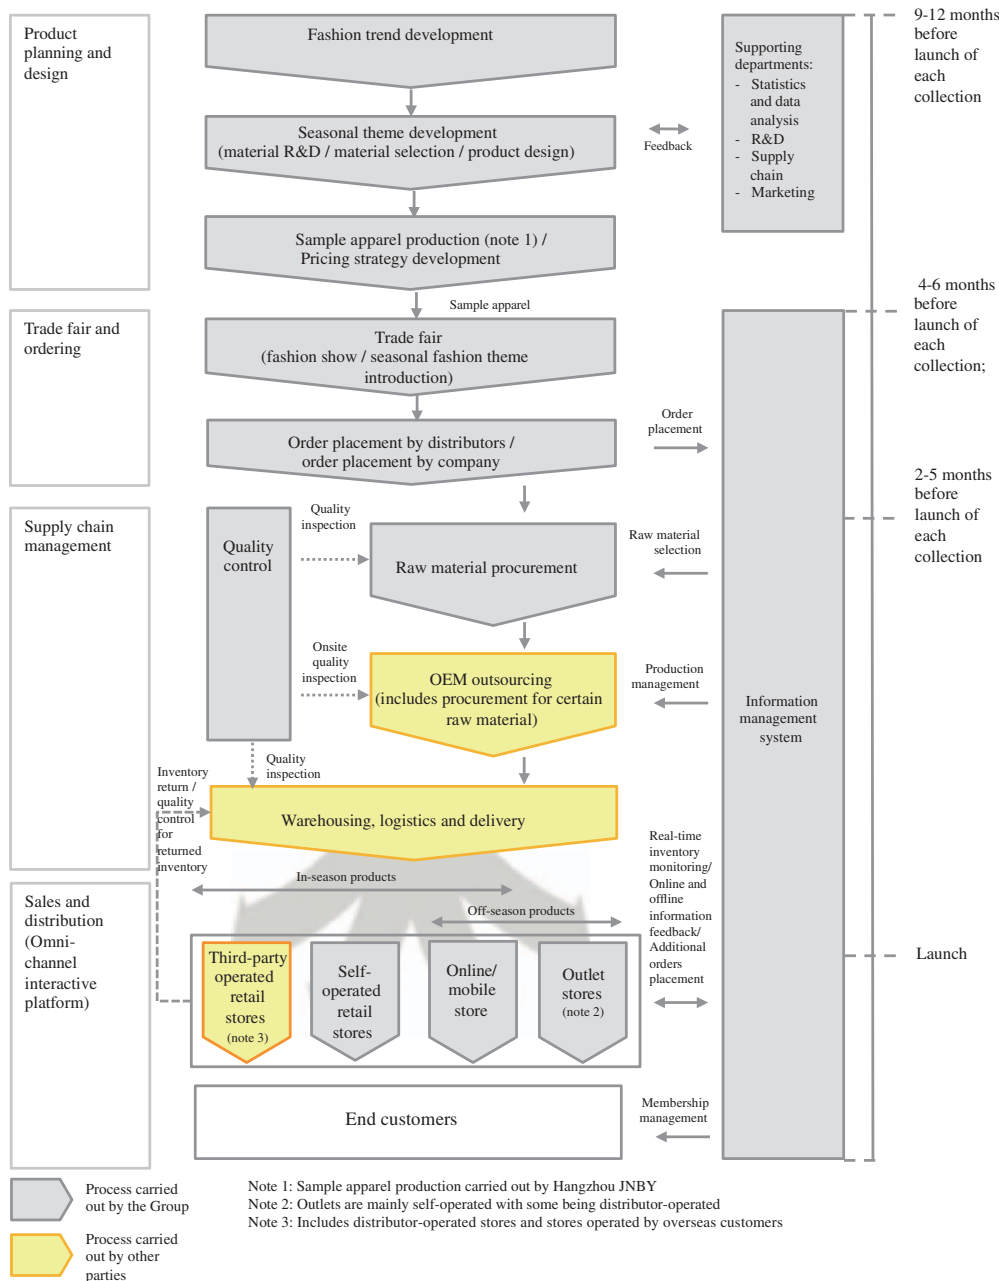 Product
planning and
design
Fashion trend development
Seasonal theme development
(material R&D / material selection / product design)
Feedback
Supporting
departments:
- Statistics
and data
analysis
- R&D
- Supply
chain
- Marketing
9-12 months
before
launch of
each
collection
Sample apparel production (note 1) /
Pricing strategy development
Sample apparel
Trade fair and
ordering
Trade fair
(fashion show / seasonal fashion theme
introduction)
4-6 months
before
launch of
each
collection;
Order placement by distributors /
order placement by company
Order
placement
Supply chain
management
Quality
control
Quality
inspection
Raw material procurement
Raw material
selection
2-5 months
before
launch of
each
collection
Onsite
quality
inspection
OEM outsourcing
(includes procurement for certain
raw material)
Production
management
Information
management
system
Quality
inspection
Inventory
return /
quality
control
for
returned
inventory
Warehousing, logistics and delivery
Real-time
inventory
monitoring/
Online and
offline
information
feedback/
Additional
orders
placement
Sales and
distribution
(Omni-
channel
interactive
platform)
In-season products
Off-season products
Third-party
operated
retail
stores
(note 3)
Self-
operated
retail
stores
Online/
mobile
store
Outlet
stores
(note 2)
Launch
End customers
Membership
management
Process carried
out by the Group
Process carried
out by other
parties
Note 1: Sample apparel production carried out by Hangzhou JNBY
Note 2: Outlets are mainly self-operated with some being distributor-operated
Note 3: Includes distributor-operated stores and stores operated by overseas customers